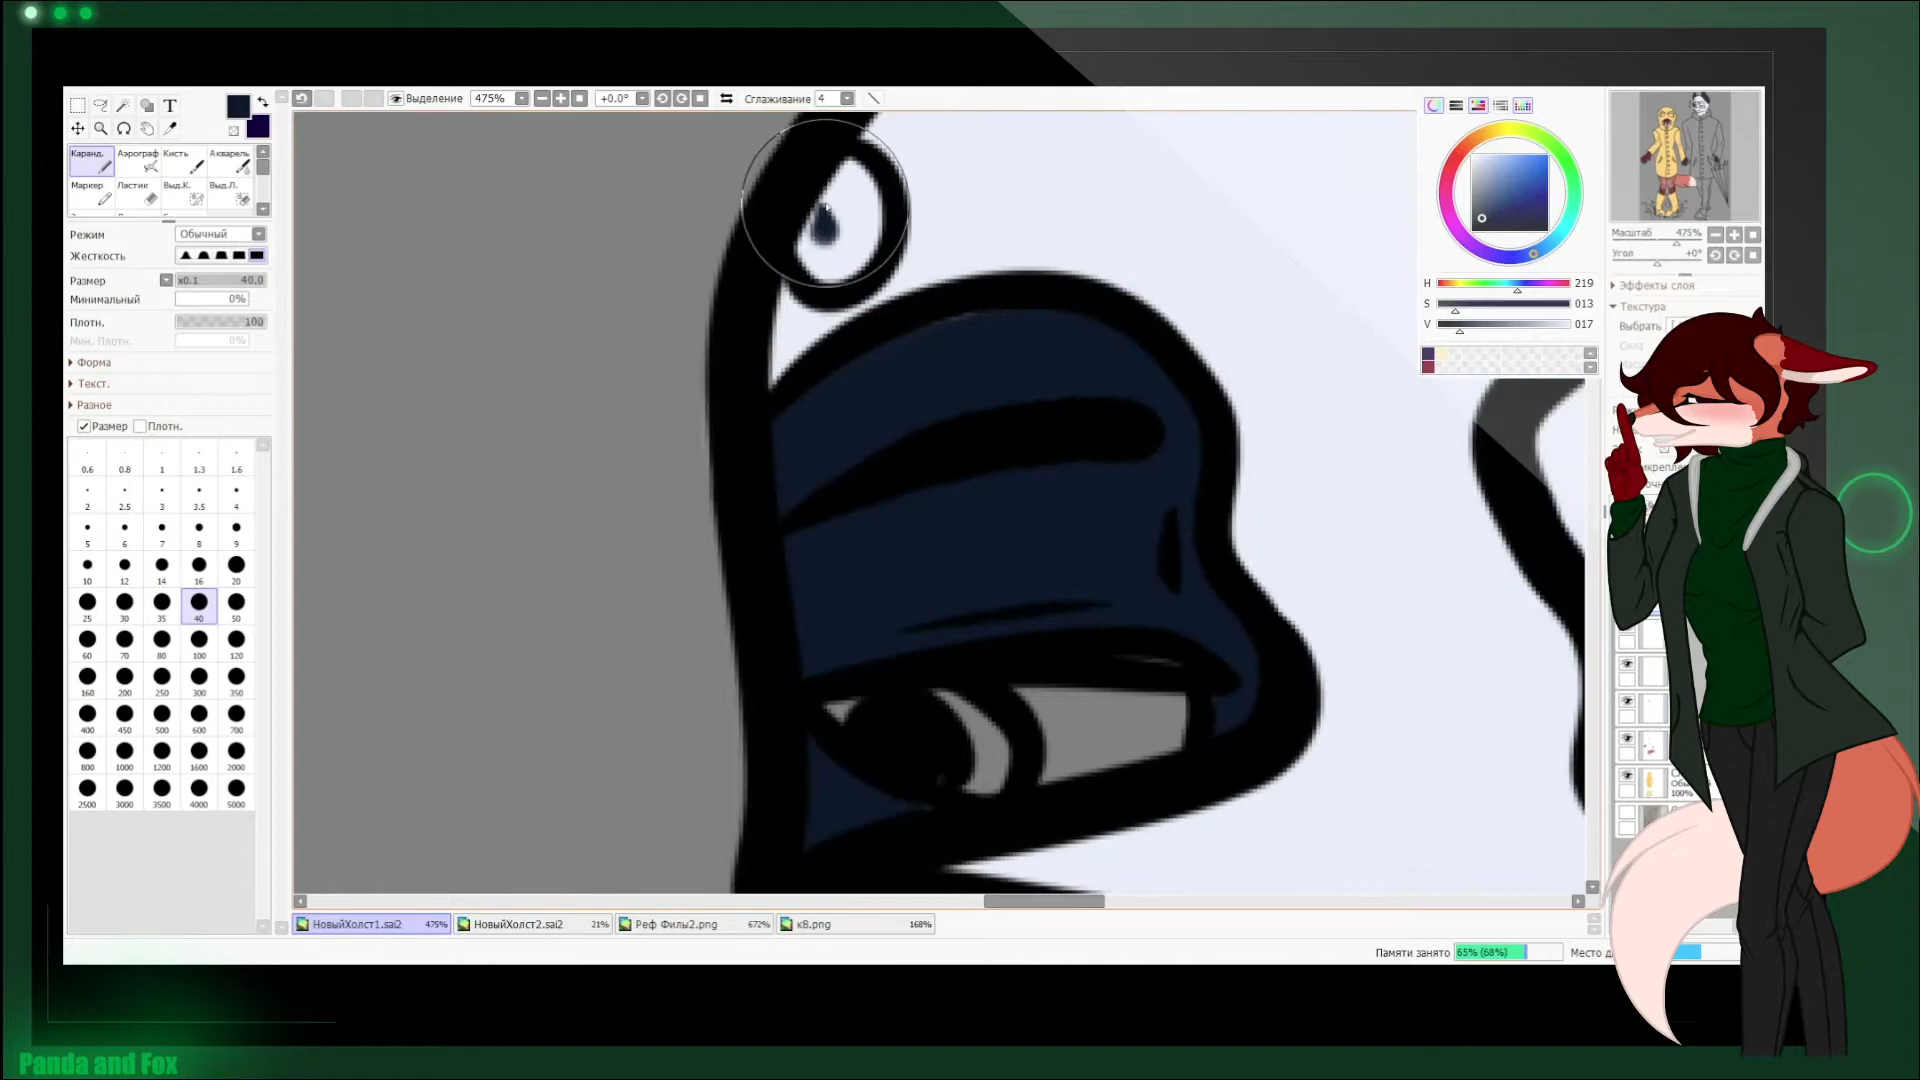 T
Выделение 475% +0.0° Сглаживание 4
Каранд. Аэрограф Кисть Акварель
Маркер Ластик Выд.К. Выд.Л.
Режим Обычный
Жесткость
Размер x0.1 40.0
Минимальный 0%
Плотн. 100
Мин. Плотн. 0%
Форма
Текст.
Разное
Размер Плотн.
0.6 0.8 1 1.3 1.6
2 2.5 3 3.5 4
5 6 7 8 9
10 12 14 16 20
25 30 35 40 50
60 70 80 100 120
160 200 250 300 350
400 450 500 600 700
800 1000 1200 1600 2000
2500 3000 3500 4000 5000
H 219
S 013
V 017
Масштаб 475%
Угол +0°
Эффекты слоя
Текстура
Выбрать
100%
НовыйХолст1.sai2 475% НовыйХолст2.sai2 21% Реф Филы2.png 672% к8.png 168%
Памяти занято 65% (68%) Место д
Panda and Fox